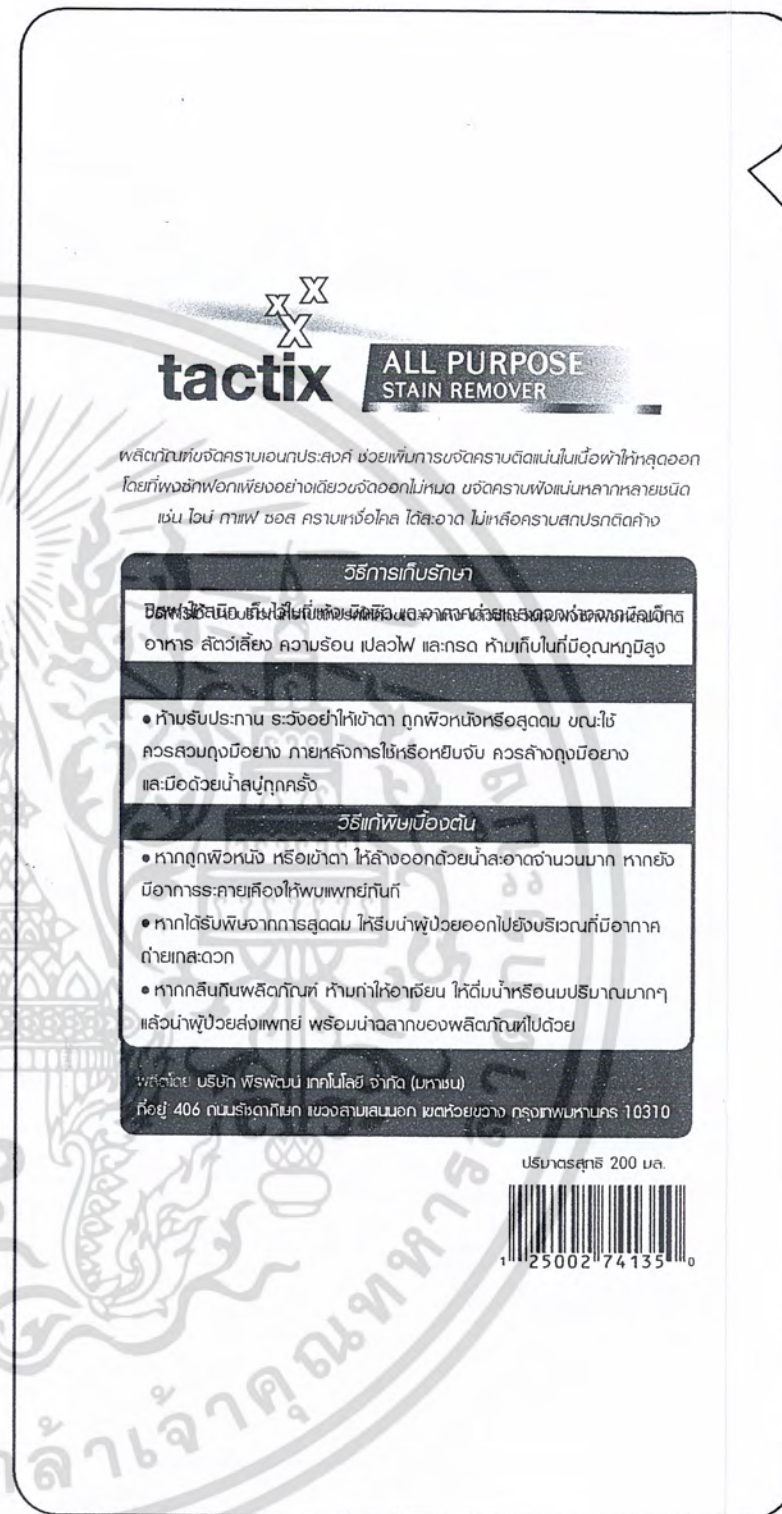 x x x
tactix
ALL PURPOSE
STAIN REMOVER
ผลิตภัณฑ์ขจัดคราบเอนกประสงค์ ช่วยเพิ่มการขจัดคราบติดแน่นในเนื้อผ้าให้หลุดออก
โดยที่ผงซักฟอกเพียงอย่างเดียวขจัดออกไม่หมด ขจัดคราบฝังแน่นหลากหลายชนิด
เช่น ไวน์ กาแฟ ซอส คราบเหงื่อไคล ได้สะอาด ไม่เหลือคราบสกปรกติดค้าง
วิธีการเก็บรักษา
อาหาร สัตว์เลี้ยง ความร้อน เปลวไฟ และกรด ห้ามเก็บในที่มีอุณหภูมิสูง
• ห้ามรับประทาน ระวังอย่าให้เข้าตา ถูกผิวหนังหรือสูดดม ขณะใช้
ควรสวมถุงมือยาง ภายหลังการใช้หรือหยิบจับ ควรล้างถุงมือยาง
และมือด้วยน้ำสบู่ทุกครั้ง
วิธีแก้พิษเบื้องต้น
• หากถูกผิวหนัง หรือเข้าตา ให้ล้างออกด้วยน้ำสะอาดจำนวนมาก หากยัง
มีอาการระคายเคืองให้พบแพทย์ทันที
• หากได้รับพิษจากการสูดดม ให้รีบนำผู้ป่วยออกไปยังบริเวณที่มีอากาศ
ถ่ายเทสะดวก
• หากกลืนกินผลิตภัณฑ์ ห้ามทำให้อาเจียน ให้ดื่มน้ำหรือนมปริมาณมากๆ
แล้วนำผู้ป่วยส่งแพทย์ พร้อมนำฉลากของผลิตภัณฑ์ไปด้วย
ผลิตโดย บริษัท พีรพัฒน์ เทคโนโลยี จำกัด (มหาชน)
ที่อยู่ 406 ถนนรัชดาภิเษก แขวงสามเสนนอก เขตห้วยขวาง กรุงเทพมหานคร 10310
ปริมาตรสุทธิ 200 มล.
1 25002 74135 0